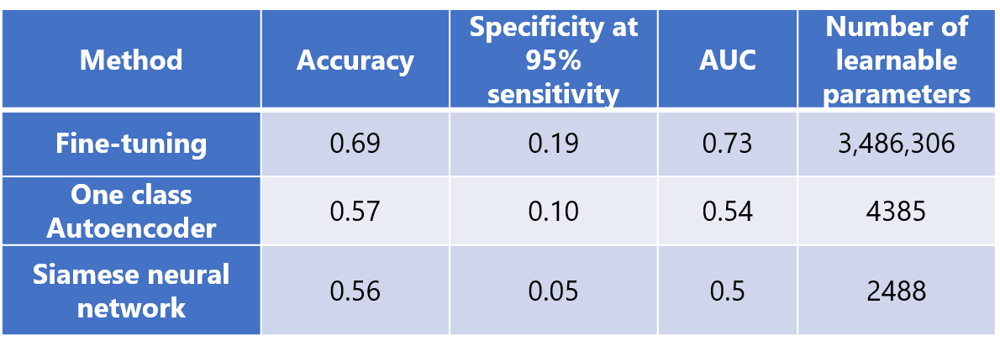 Method Accuracy Specificity at 95% sensitivity AUC Number of learnable parameters
Fine-tuning 0.69 0.19 0.73 3,486,306
One class Autoencoder 0.57 0.10 0.54 4385
Siamese neural network 0.56 0.05 0.5 2488